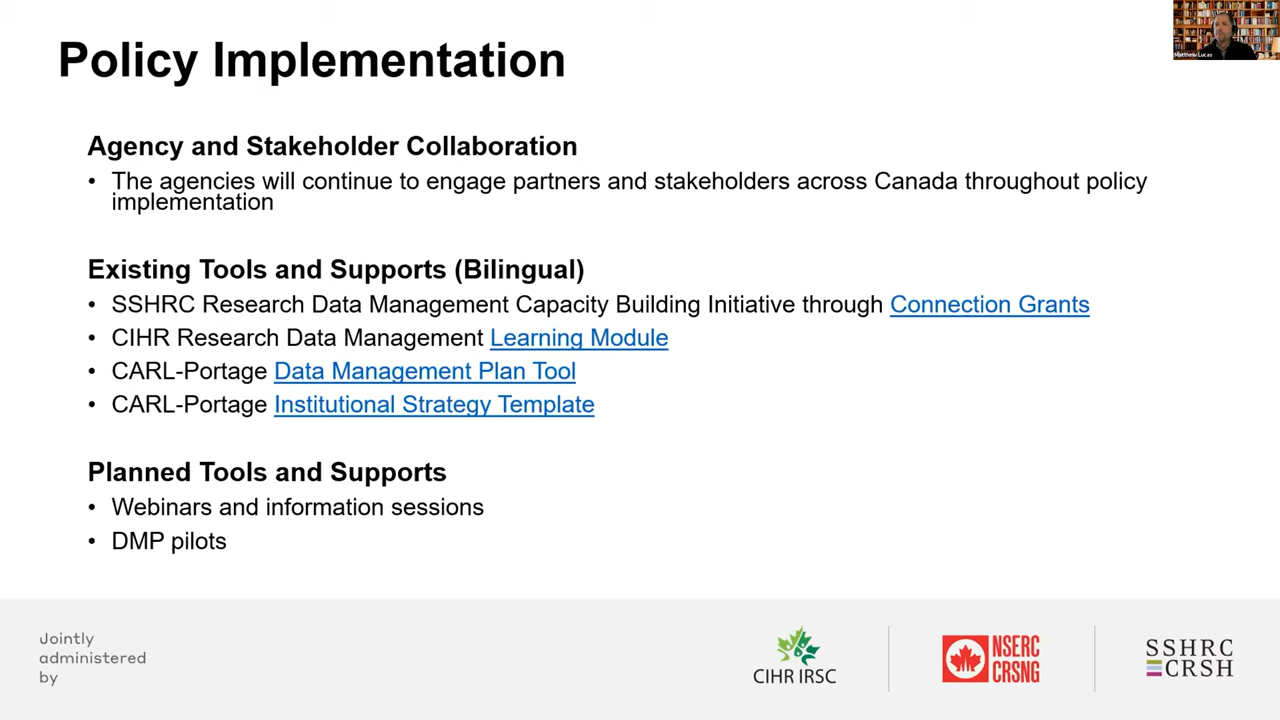 Policy Implementation
Matthew Lucas
Agency and Stakeholder Collaboration
• The agencies will continue to engage partners and stakeholders across Canada throughout policy
implementation
Existing Tools and Supports (Bilingual)
• SSHRC Research Data Management Capacity Building Initiative through Connection Grants
• CIHR Research Data Management Learning Module
• CARL-Portage Data Management Plan Tool
• CARL-Portage Institutional Strategy Template
Planned Tools and Supports
• Webinars and information sessions
• DMP pilots
Jointly
administered
by
CIHR IRSC
NSERC
CRSNG
SSHRC
CRSH